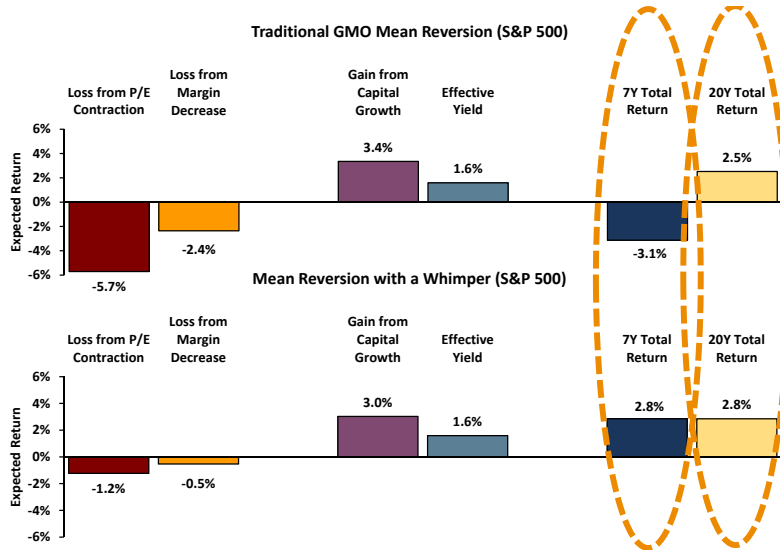 Traditional GMO Mean Reversion (S&P 500)
Loss from P/E
Contraction
Loss from
Margin
Decrease
Gain from
Capital
Growth
Effective
Yield
7Y Total
Return
20Y Total
Return
Expected Return
6%
4%
2%
0%
-2%
-4%
-6%
-5.7%
-2.4%
3.4%
1.6%
-3.1%
2.5%
Mean Reversion with a Whimper (S&P 500)
Loss from P/E
Contraction
Loss from
Margin
Decrease
Gain from
Capital
Growth
Effective
Yield
7Y Total
Return
20Y Total
Return
Expected Return
6%
4%
2%
0%
-2%
-4%
-6%
-1.2%
-0.5%
3.0%
1.6%
2.8%
2.8%